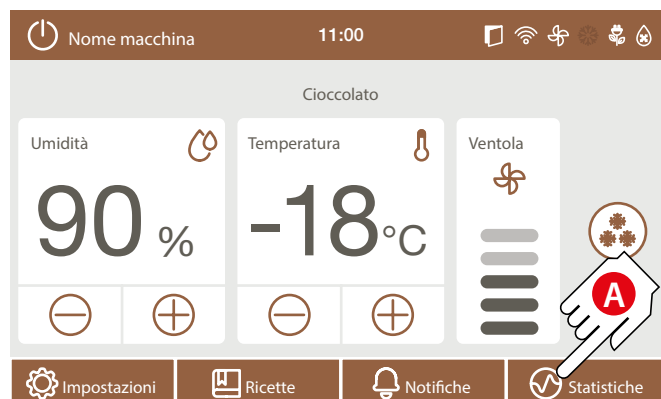 Nome macchina
11:00
Cioccolato
Umidità
Temperatura
Ventola
90 %
-18°C
A
Impostazioni
Ricette
Notifiche
Statistiche